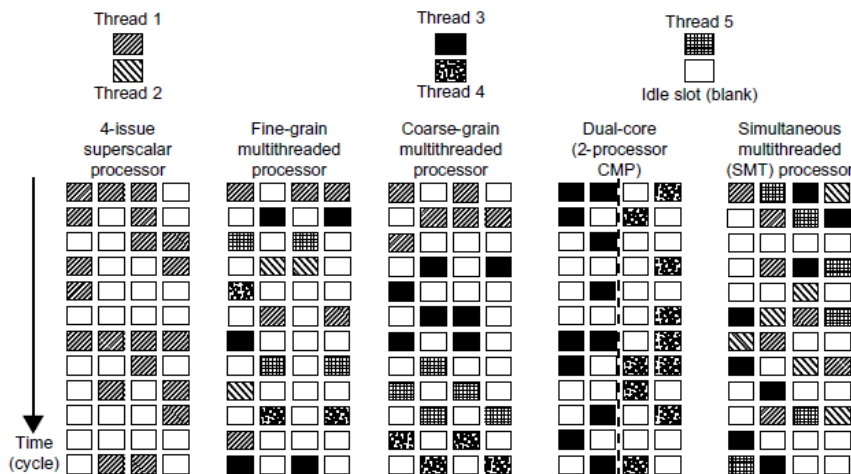 Thread 1
Thread 3
Thread 5
Thread 2
Thread 4
Idle slot (blank)
4-issue
superscalar
processor
Fine-grain
multithreaded
processor
Coarse-grain
multithreaded
processor
Dual-core
(2-processor
CMP)
Simultaneous
multithreaded
(SMT) processor
Time
(cycle)